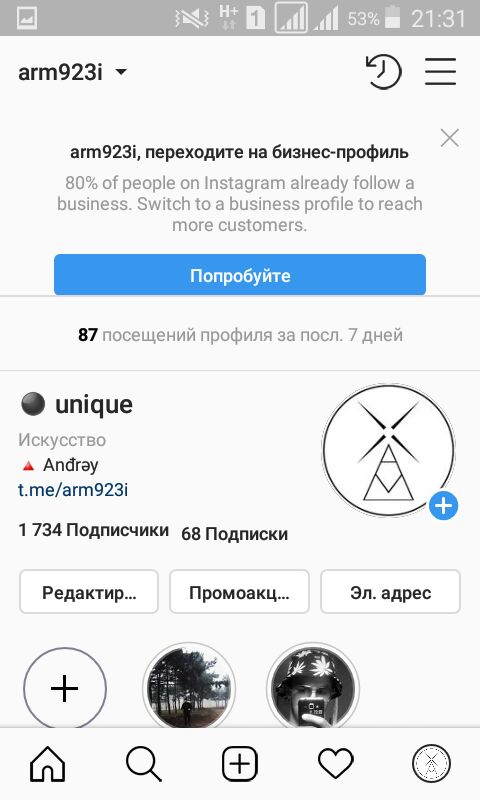 H+ 1 53% 21:31
arm923i
arm923i, переходите на бизнес-профиль
80% of people on Instagram already follow a
business. Switch to a business profile to reach
more customers.
Попробуйте
87 посещений профиля за посл. 7 дней
unique
Искусство
Anđrəy
t.me/arm923i
1 734 Подписчики 68 Подписки
Редактир... Промоакц... Эл. адрес